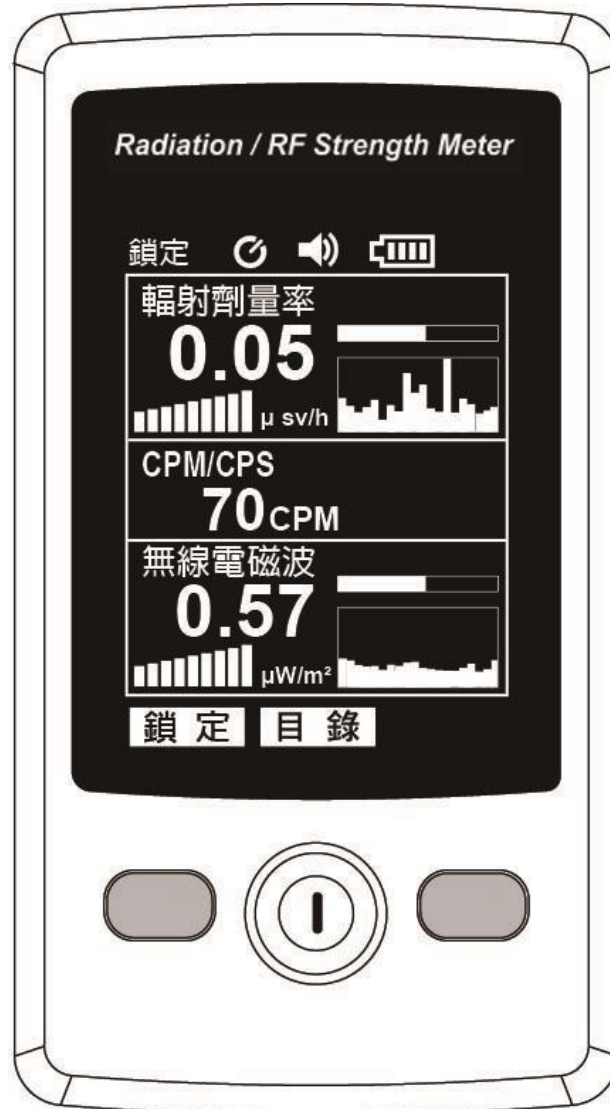 Radiation / RF Strength Meter
鎖定
輻射劑量率
0.05
μ sv/h
CPM/CPS
70CPM
無線電磁波
0.57
μW/m²
鎖 定 目 錄